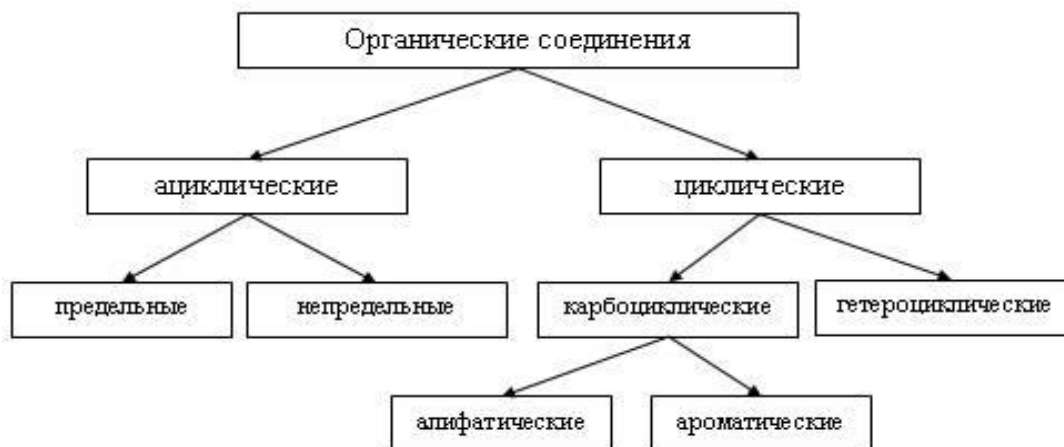 Органические соединения
ациклические
циклические
предельные
непредельные
карбоциклические
гетероциклические
алифатические
ароматические